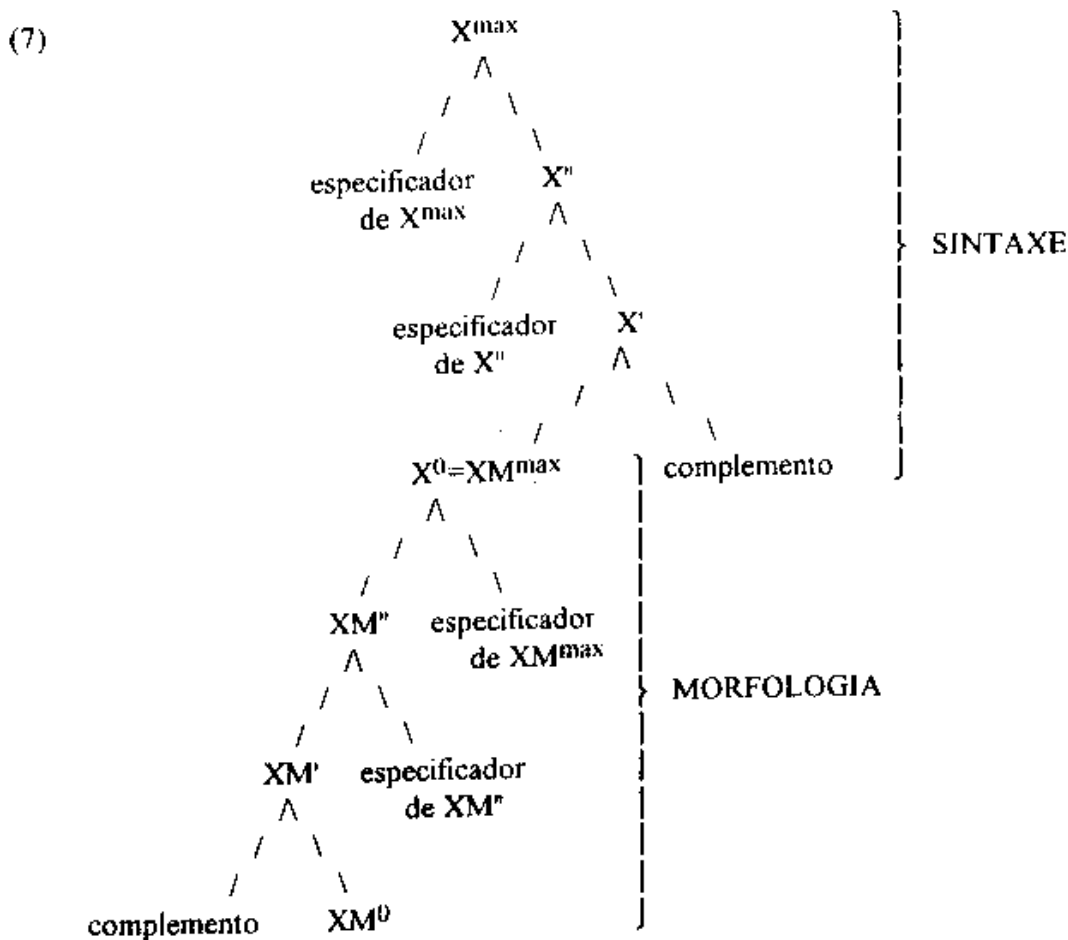 (7)
X^max
especificador
de X^max
X"
especificador
de X"
X'
SINTAXE
X^0=XM^max
complemento
XM"
especificador
de XM^max
MORFOLOGIA
XM'
especificador
de XM"
complemento
XM^0